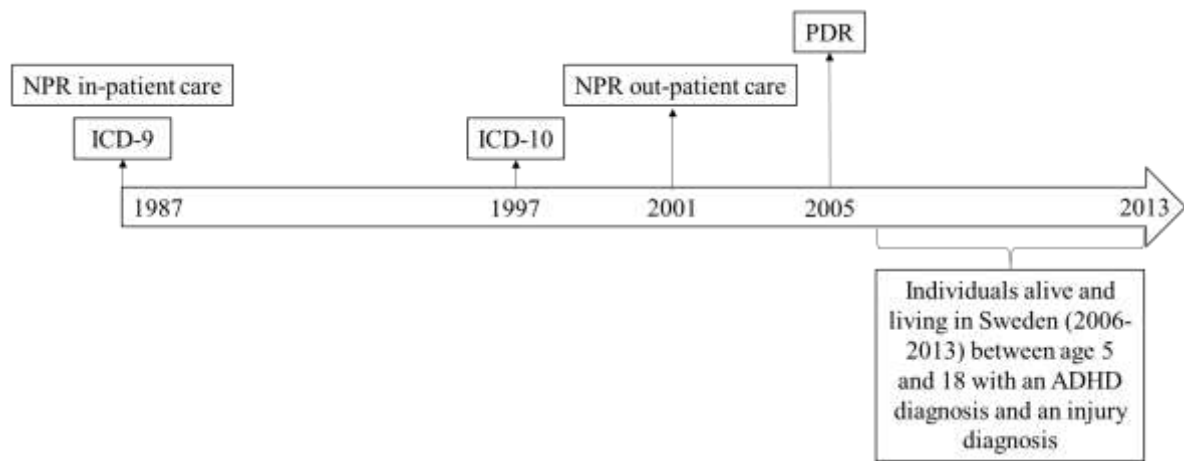 PDR
NPR in-patient care
NPR out-patient care
ICD-9
ICD-10
1987
1997
2001
2005
2013
Individuals alive and
living in Sweden (2006-
2013) between age 5
and 18 with an ADHD
diagnosis and an injury
diagnosis